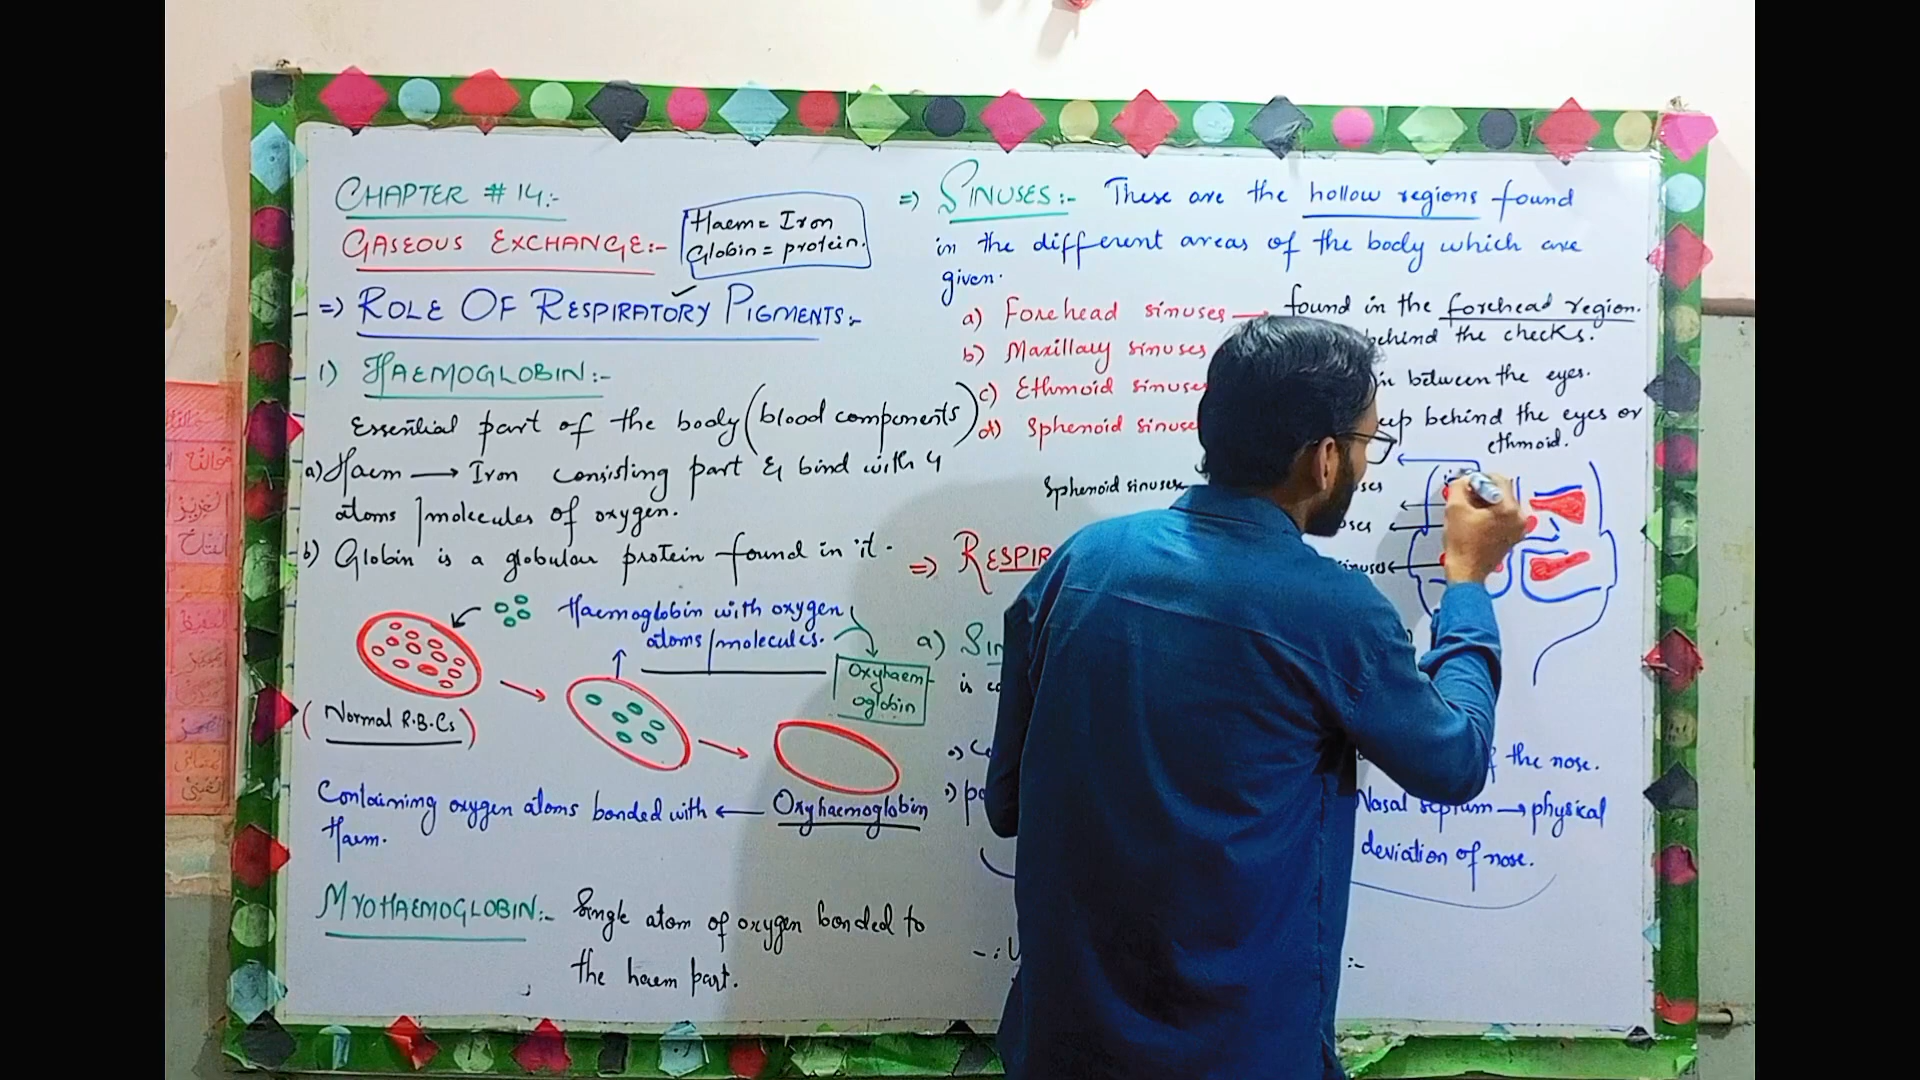 CHAPTER # 14:-
GASEOUS EXCHANGE:-
Haem = Iron
Globin = protein.
=> ROLE OF RESPIRATORY PIGMENTS:-
1) HAEMOGLOBIN:-
Essential part of the body (blood components)
a) Haem → Iron consisting part & bind with 4
atoms/molecules of oxygen.
b) Globin is a globular protein found in it.
Haemoglobin with oxygen
atoms/molecules.
Oxyhaem-
oglobin
(Normal R.B.Cs)
Containing oxygen atoms bonded with ← Oxyhaemoglobin
Haem.
MYOHAEMOGLOBIN:- Single atom of oxygen bonded to
the haem part.
=> SINUSES:- These are the hollow regions found
in the different areas of the body which are
given.
a) Forehead sinuses → found in the forehead region.
b) Maxillary sinuses behind the checks.
c) Ethmoid sinuses in between the eyes.
d) Sphenoid sinuses behind the eyes or
ethmoid.
Sphenoid sinuses
=> RESPIR
a) SIN
is
the nose.
Nasal septum → physical
deviation of nose.